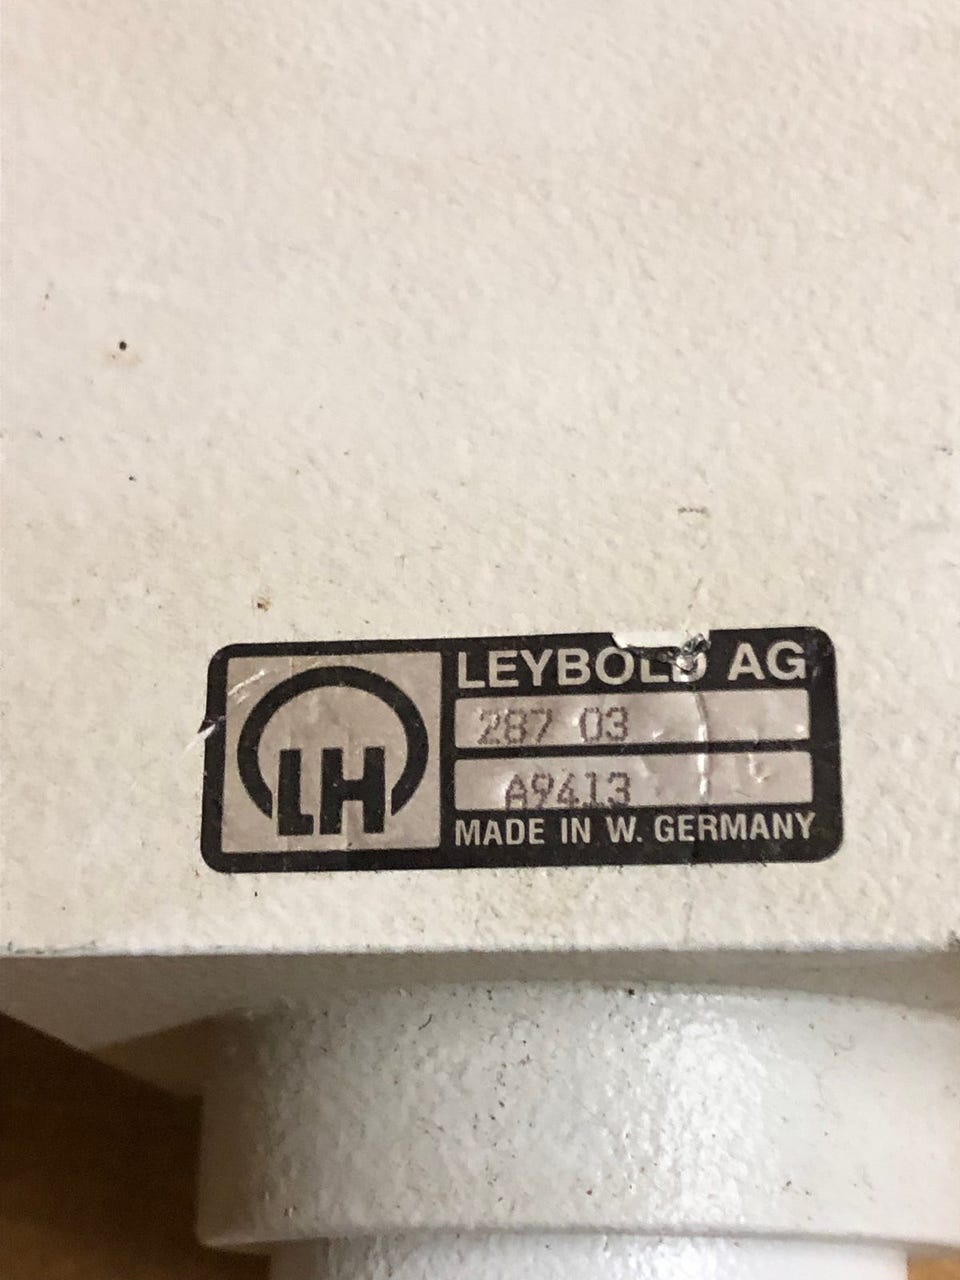 LEYBOLD AG
287 03
A9413
LH
MADE IN W. GERMANY